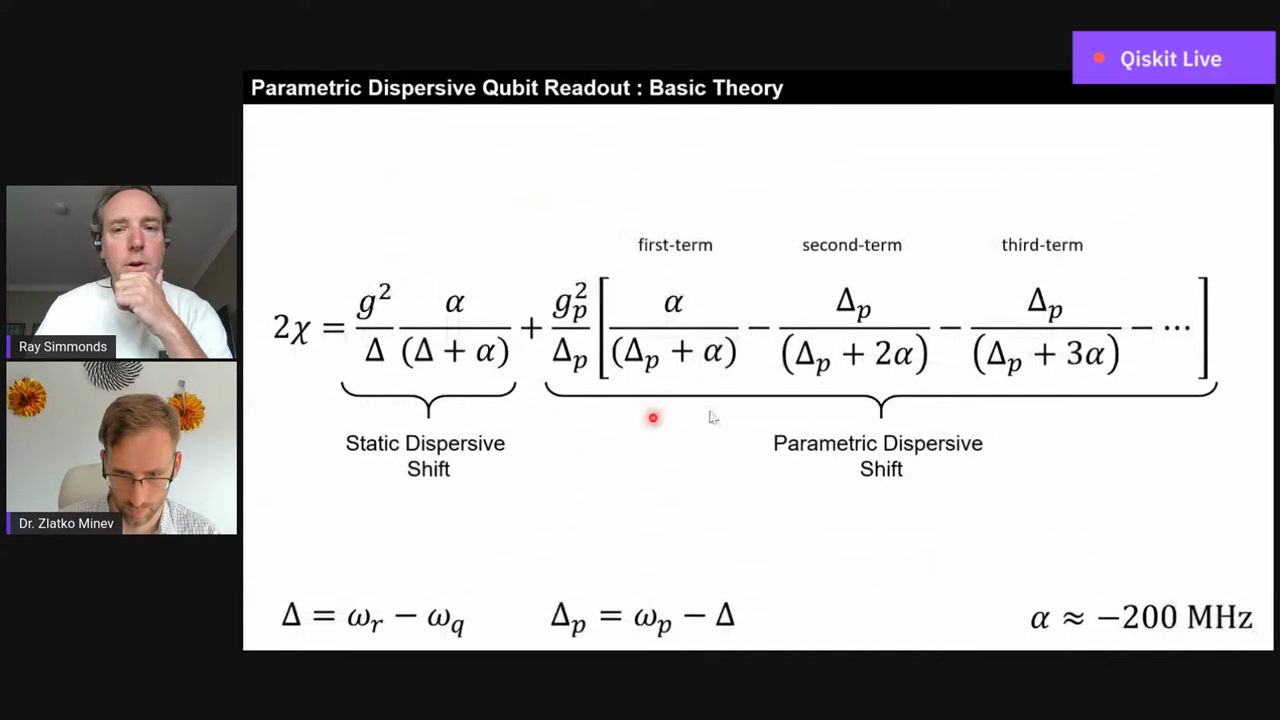 Qiskit Live
Parametric Dispersive Qubit Readout : Basic Theory
first-term second-term third-term
2χ = g²/Δ α/(Δ + α) + g_p²/Δ_p [ α/(Δ_p + α) − Δ_p/(Δ_p + 2α) − Δ_p/(Δ_p + 3α) − ⋯ ]
Static Dispersive
Shift
Parametric Dispersive
Shift
Δ = ω_r − ω_q Δ_p = ω_p − Δ α ≈ −200 MHz
Ray Simmonds
Dr. Zlatko Minev